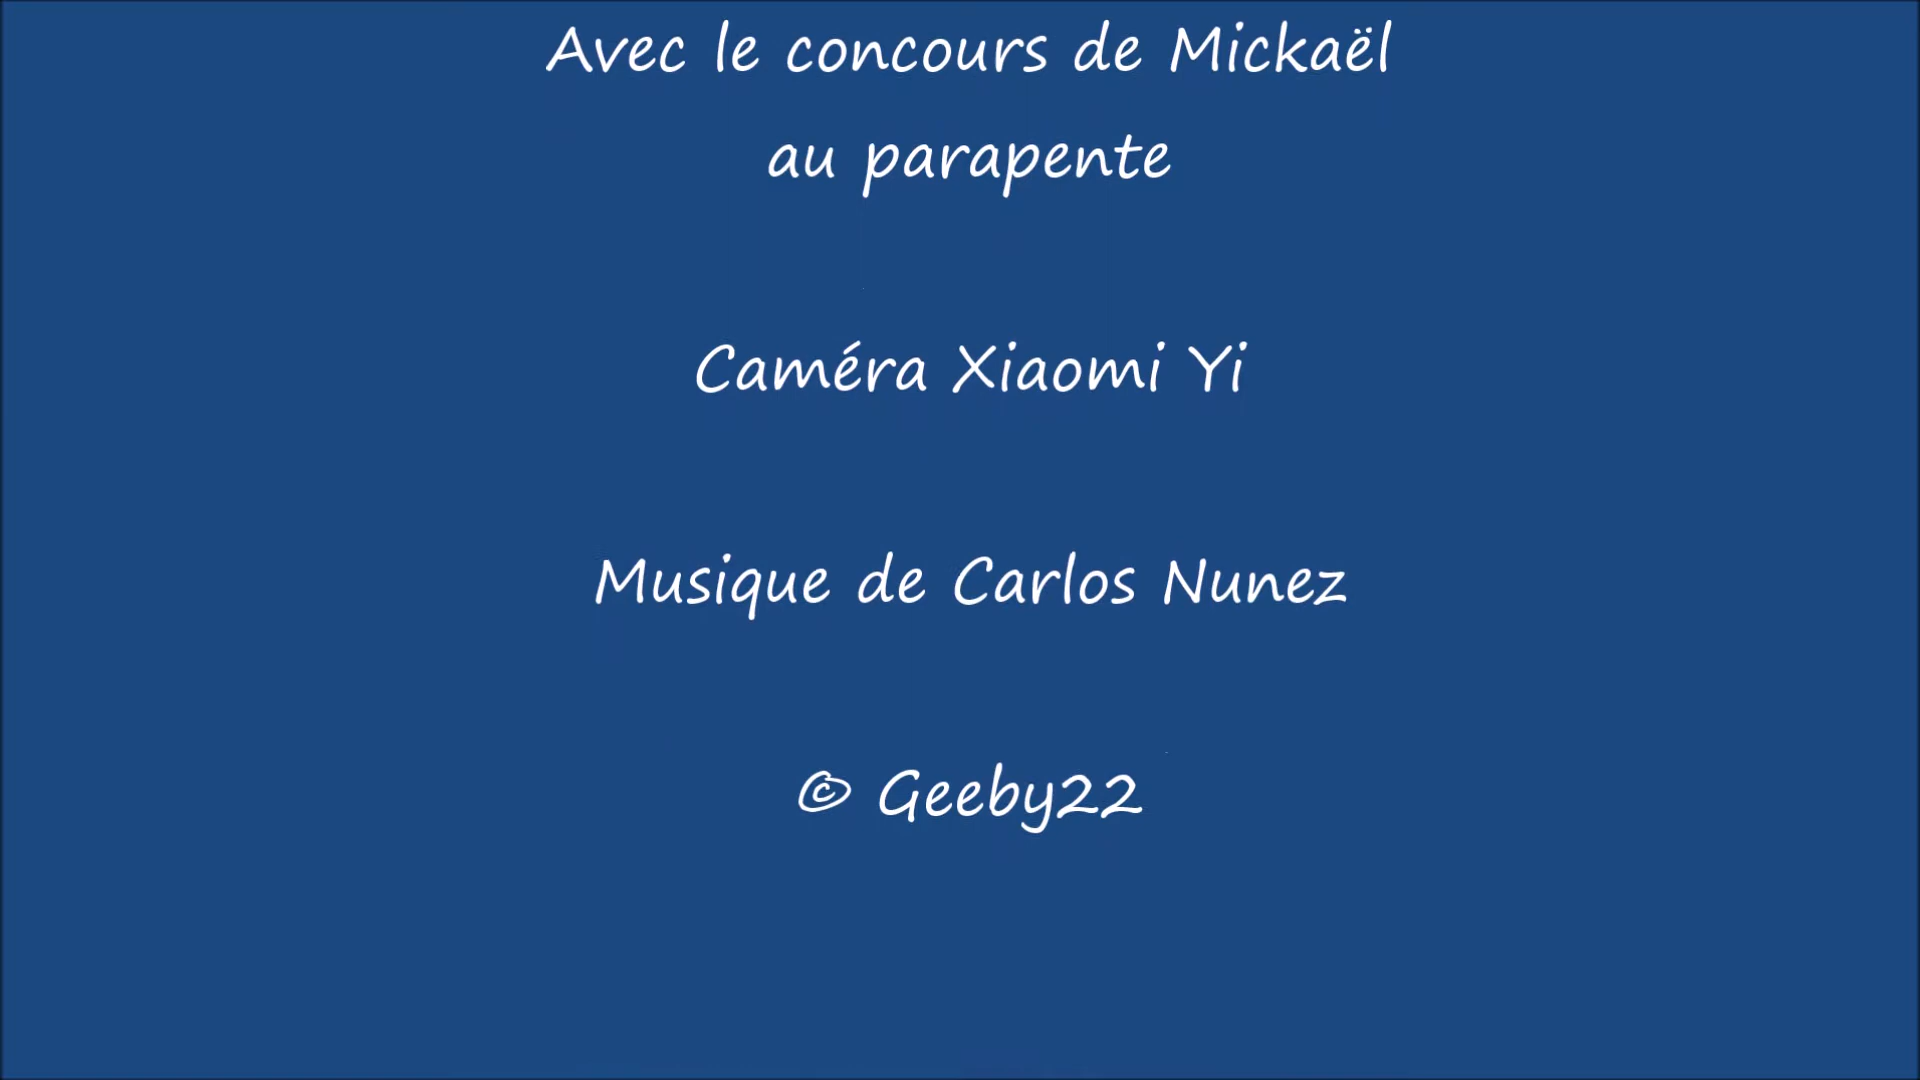 Avec le concours de Mickaël
au parapente
Caméra Xiaomi Yi
Musique de Carlos Nunez
© Geeby22